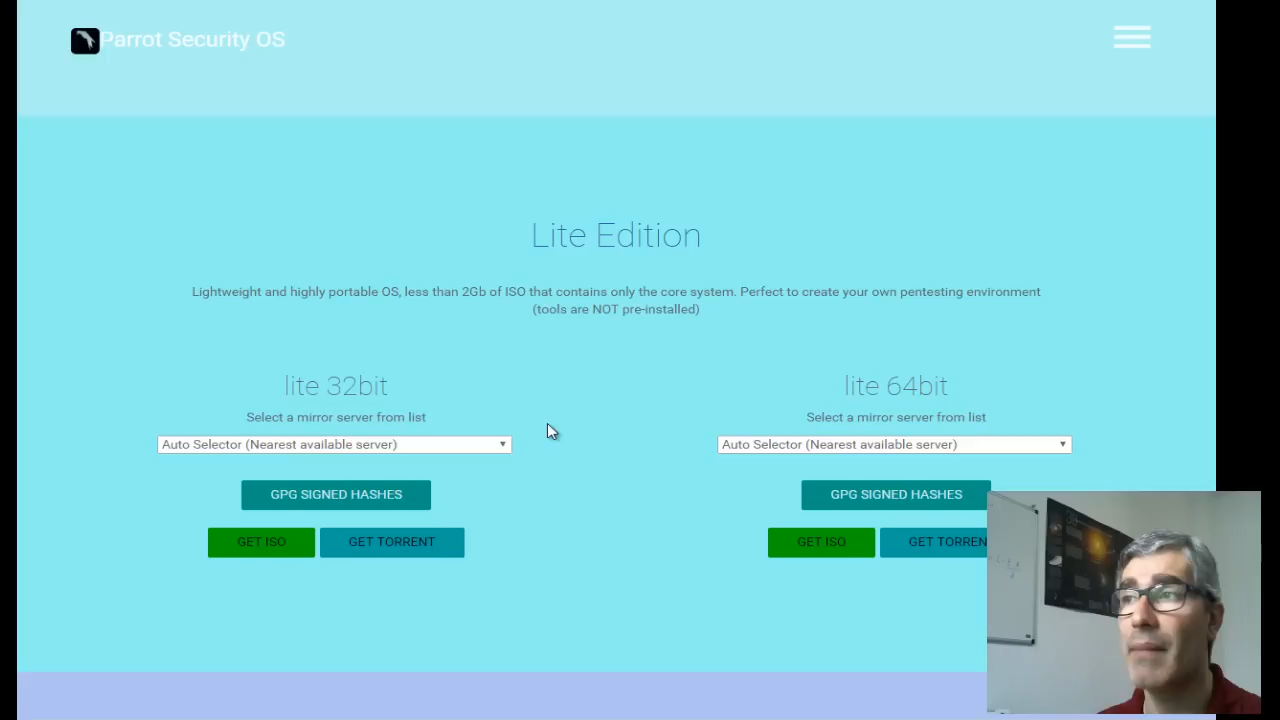 Parrot Security OS
Lite Edition
Lightweight and highly portable OS, less than 2Gb of ISO that contains only the core system. Perfect to create your own pentesting environment
(tools are NOT pre-installed)
lite 32bit
Select a mirror server from list
Auto Selector (Nearest available server)
GPG SIGNED HASHES
GET ISO GET TORRENT
lite 64bit
Select a mirror server from list
Auto Selector (Nearest available server)
GPG SIGNED HASHES
GET ISO GET TORREN